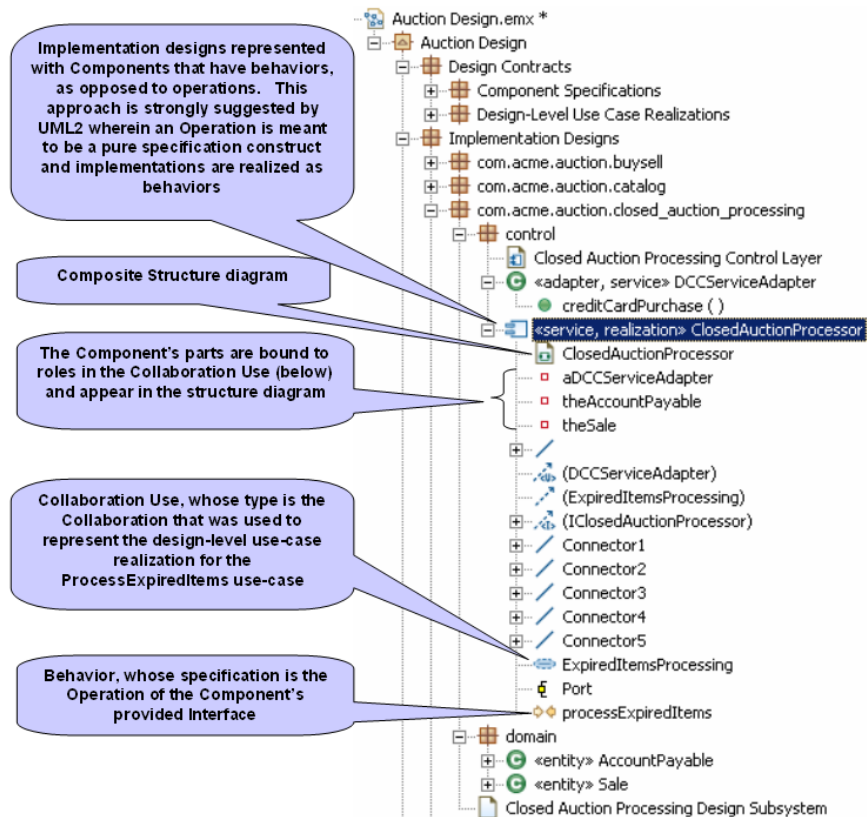 Auction Design.emx *
Auction Design
Design Contracts
Component Specifications
Design-Level Use Case Realizations
Implementation Designs
com.acme.auction.buysell
com.acme.auction.catalog
com.acme.auction.closed_auction_processing
control
Closed Auction Processing Control Layer
«adapter, service» DCCServiceAdapter
creditCardPurchase ( )
«service, realization» ClosedAuctionProcessor
ClosedAuctionProcessor
aDCCServiceAdapter
theAccountPayable
theSale
(DCCServiceAdapter)
(ExpiredItemsProcessing)
(IClosedAuctionProcessor)
Connector1
Connector2
Connector3
Connector4
Connector5
ExpiredItemsProcessing
Port
processExpiredItems
domain
«entity» AccountPayable
«entity» Sale
Closed Auction Processing Design Subsystem
Implementation designs represented
with Components that have behaviors,
as opposed to operations. This
approach is strongly suggested by
UML2 wherein an Operation is meant
to be a pure specification construct
and implementations are realized as
behaviors
Composite Structure diagram
The Component's parts are bound to
roles in the Collaboration Use (below)
and appear in the structure diagram
Collaboration Use, whose type is the
Collaboration that was used to
represent the design-level use-case
realization for the
ProcessExpiredItems use-case
Behavior, whose specification is the
Operation of the Component's
provided Interface